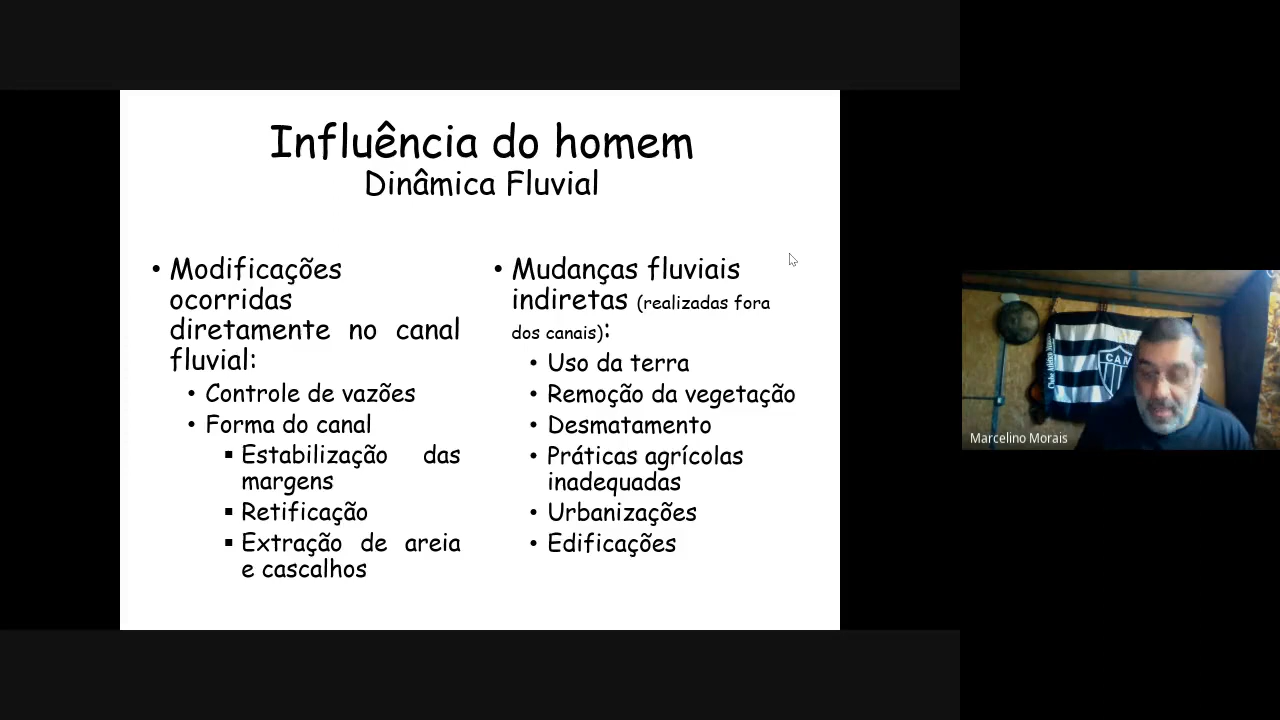 Influência do homem
Dinâmica Fluvial
• Modificações
ocorridas
diretamente no canal
fluvial:
• Controle de vazões
• Forma do canal
▪ Estabilização das
margens
▪ Retificação
▪ Extração de areia
e cascalhos
• Mudanças fluviais
indiretas (realizadas fora
dos canais):
• Uso da terra
• Remoção da vegetação
• Desmatamento
• Práticas agrícolas
inadequadas
• Urbanizações
• Edificações
CAM
Marcelino Morais